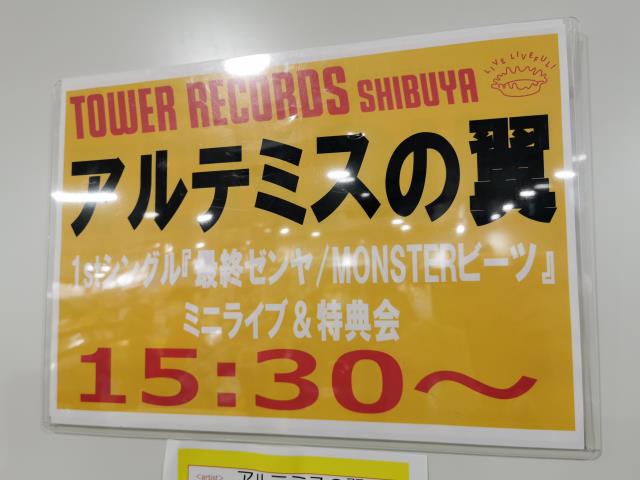 TOWER RECORDS SHIBUYA
LIVE LIVEFUL!
アルテミスの翼
1stシングル『最終ゼンヤ/MONSTERビーツ』
ミニライブ&特典会
15:30～
<artist> アルテミスの翼